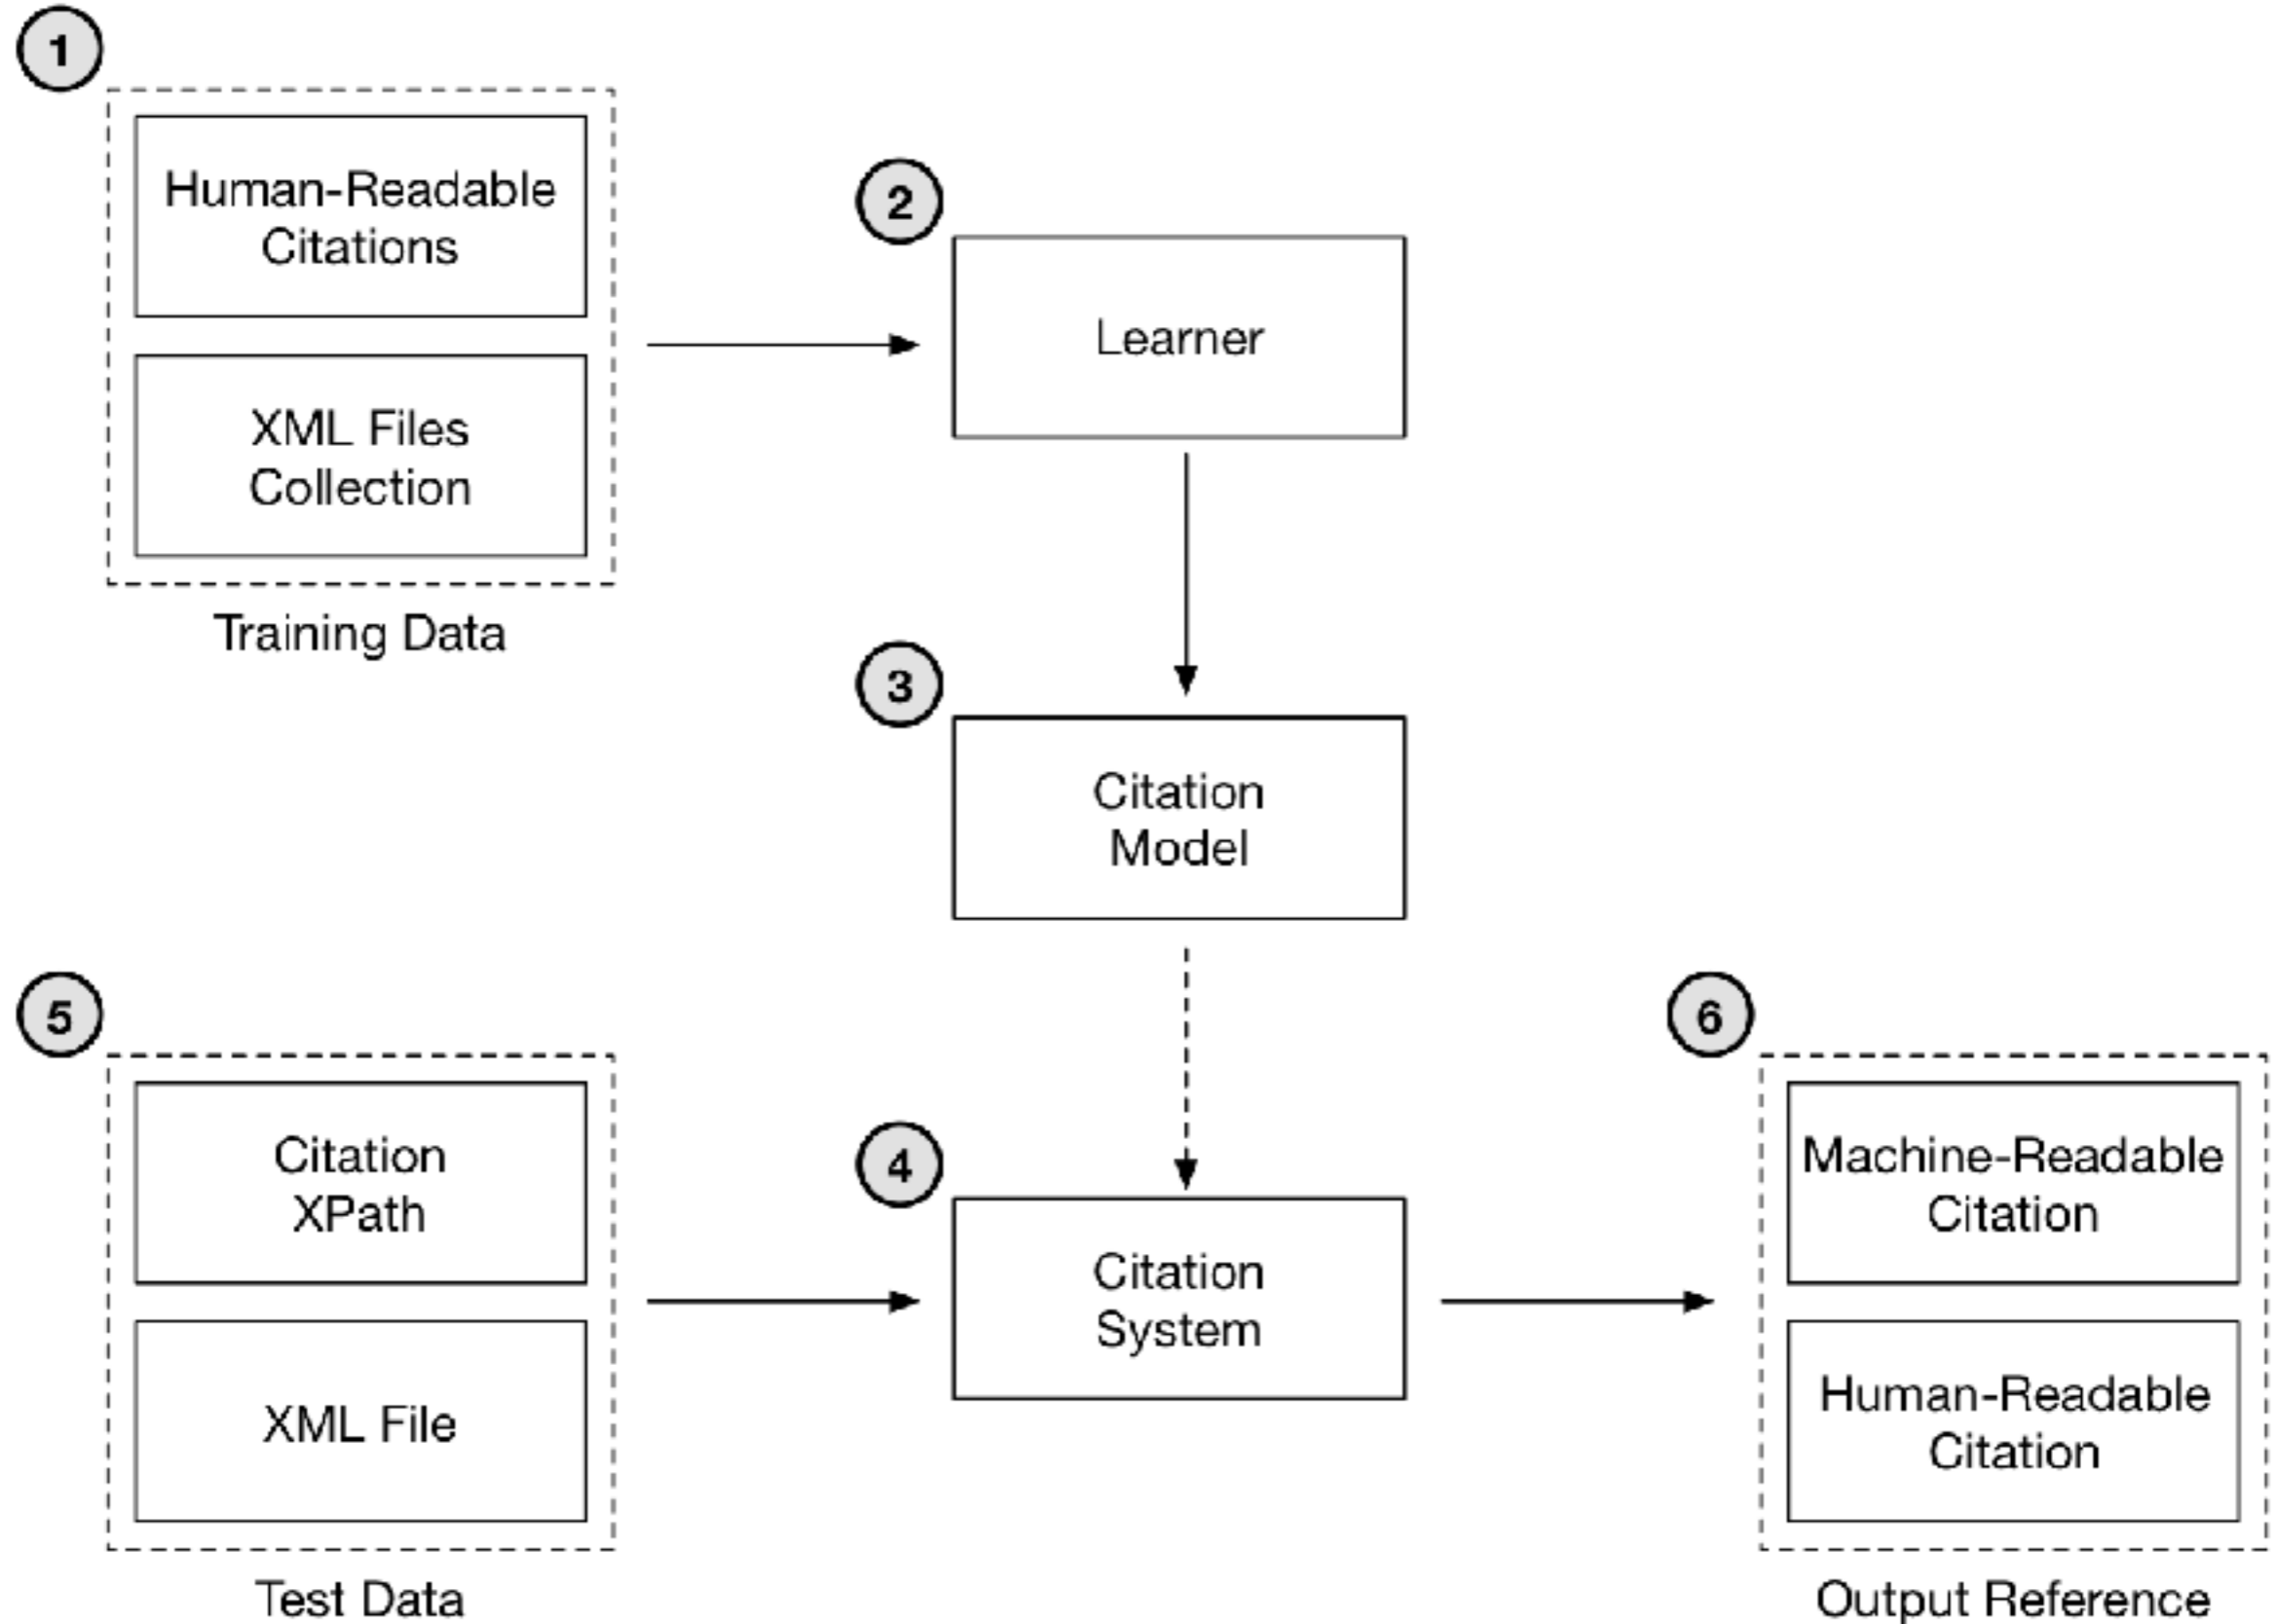 1
Human-Readable
Citations
XML Files
Collection
Training Data
2
Learner
3
Citation
Model
5
Citation
XPath
XML File
Test Data
4
Citation
System
6
Machine-Readable
Citation
Human-Readable
Citation
Output Reference